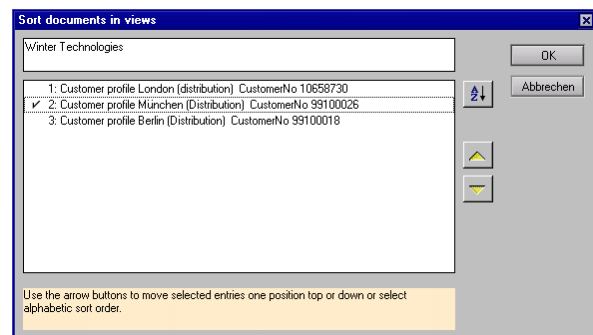 Sort documents in views
Winter Technologies
OK
Abbrechen
1: Customer profile London (distribution) CustomerNo 10658730
2: Customer profile München (Distribution) CustomerNo 99100026
3: Customer profile Berlin (Distribution) CustomerNo 99100018
A
Z
Use the arrow buttons to move selected entries one position top or down or select
alphabetic sort order.